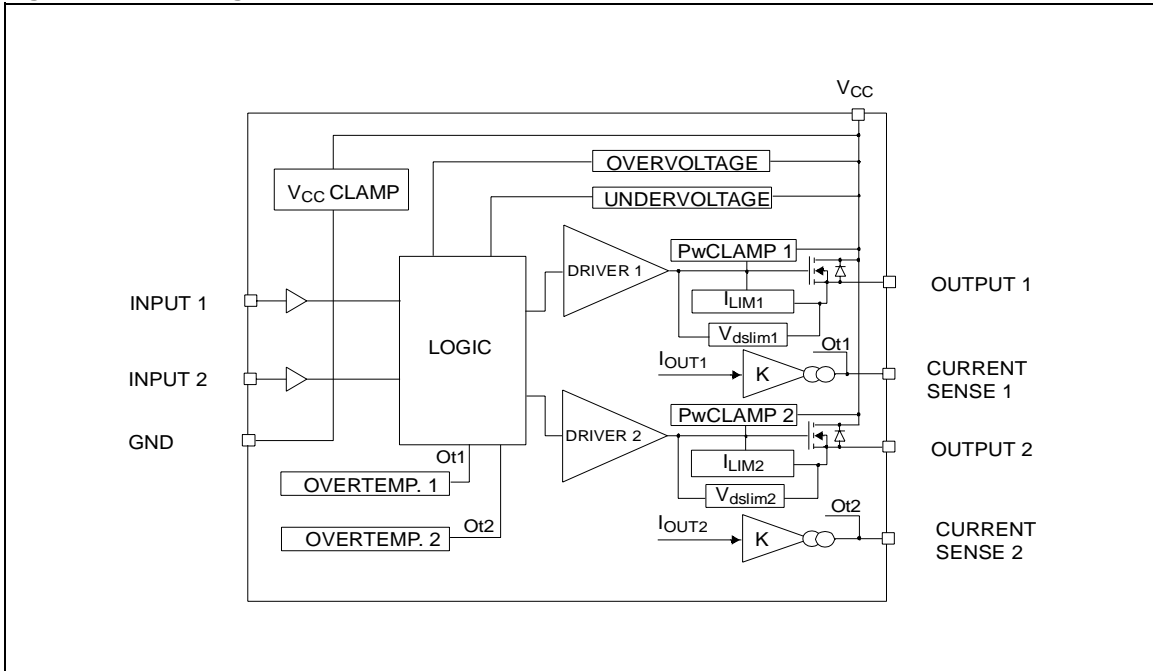 VCC
OVERVOLTAGE
VCC CLAMP
UNDERVOLTAGE
PwCLAMP 1
DRIVER 1
INPUT 1
OUTPUT 1
ILIM1
LOGIC
Vdslim1
Ot1
IOUT1
K
INPUT 2
CURRENT
SENSE 1
PwCLAMP 2
DRIVER 2
GND
OUTPUT 2
ILIM2
Ot1
OVERTEMP. 1
Vdslim2
Ot2
Ot2
IOUT2
K
OVERTEMP. 2
CURRENT
SENSE 2